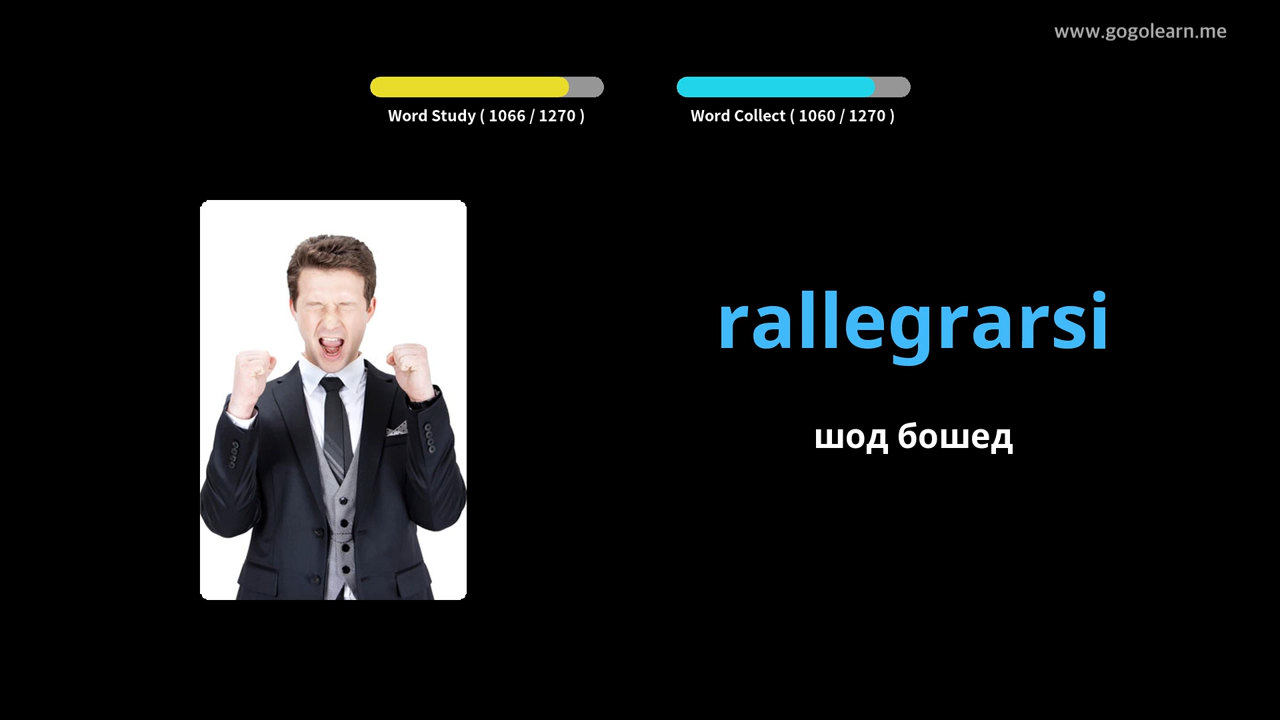 www.gogolearn.me
Word Study ( 1066 / 1270 )
Word Collect ( 1060 / 1270 )
rallegrarsi
шод бошед